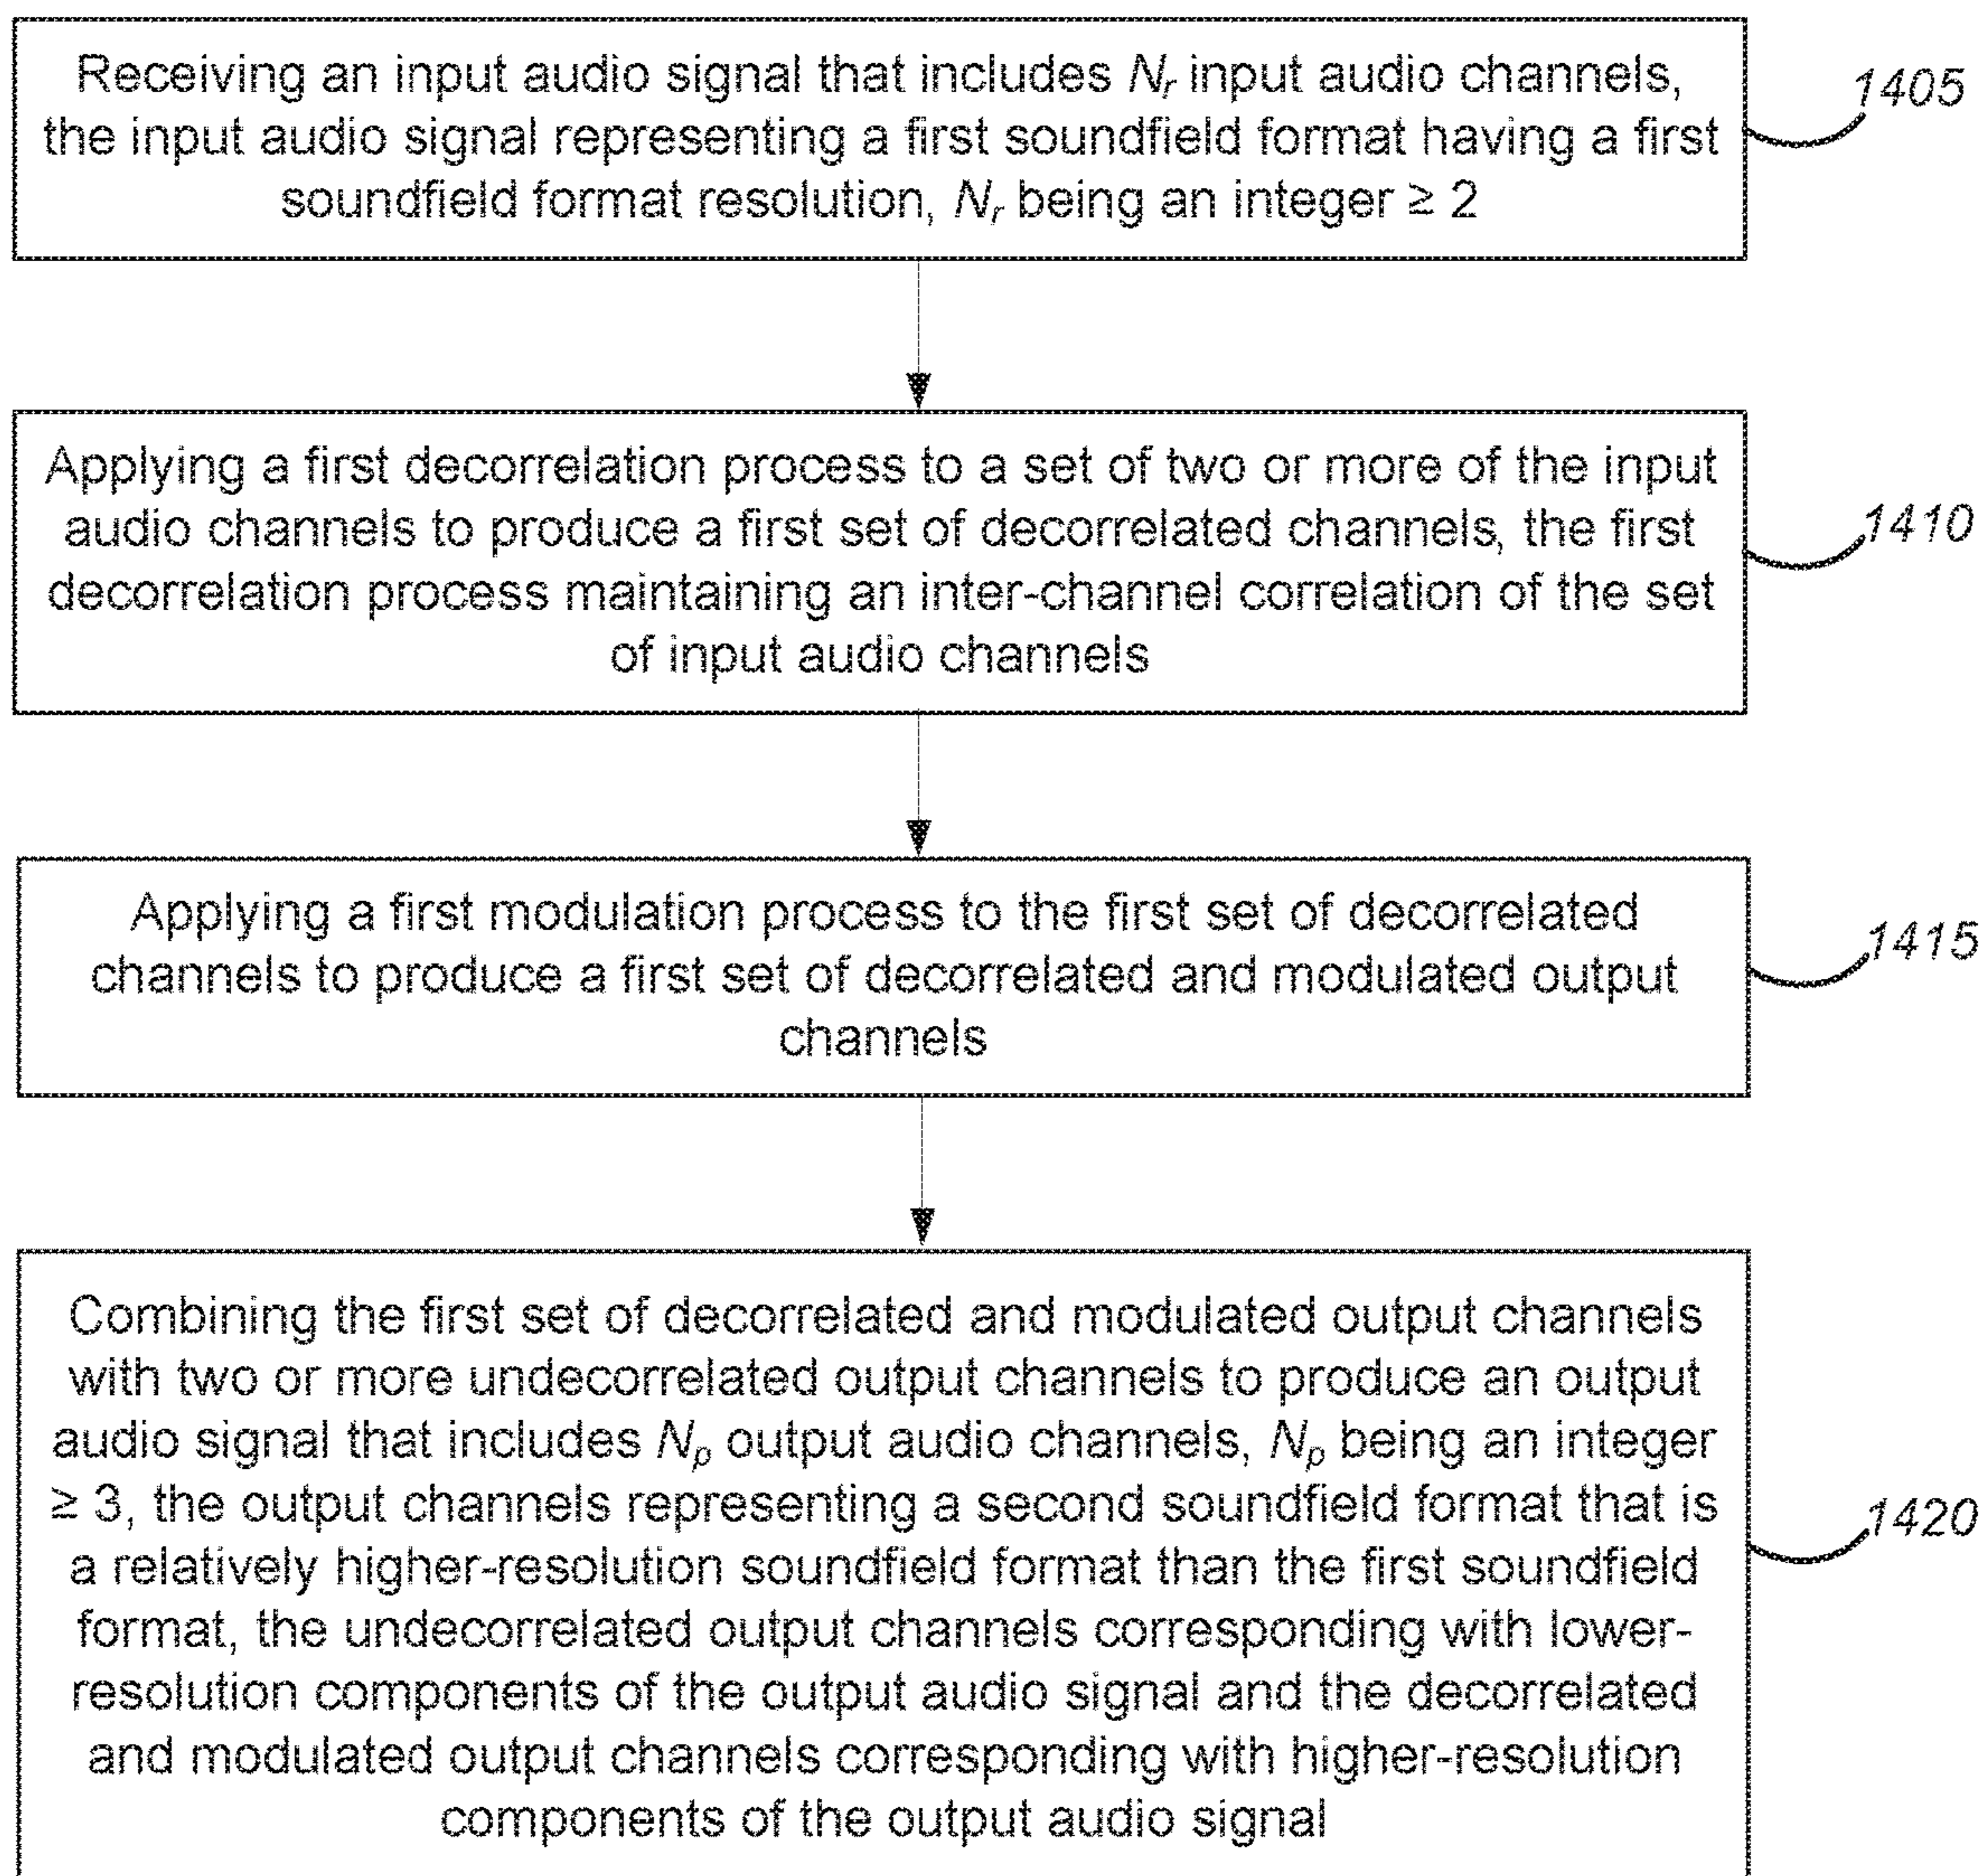 Receiving an input audio signal that includes Nr input audio channels,
the input audio signal representing a first soundfield format having a first
soundfield format resolution, Nr being an integer ≥ 2
1405
Applying a first decorrelation process to a set of two or more of the input
audio channels to produce a first set of decorrelated channels, the first
decorrelation process maintaining an inter-channel correlation of the set
of input audio channels
1410
Applying a first modulation process to the first set of decorrelated
channels to produce a first set of decorrelated and modulated output
channels
1415
Combining the first set of decorrelated and modulated output channels
with two or more undecorrelated output channels to produce an output
audio signal that includes Np output audio channels, Np being an integer
≥ 3, the output channels representing a second soundfield format that is
a relatively higher-resolution soundfield format than the first soundfield
format, the undecorrelated output channels corresponding with lower-
resolution components of the output audio signal and the decorrelated
and modulated output channels corresponding with higher-resolution
components of the output audio signal
1420